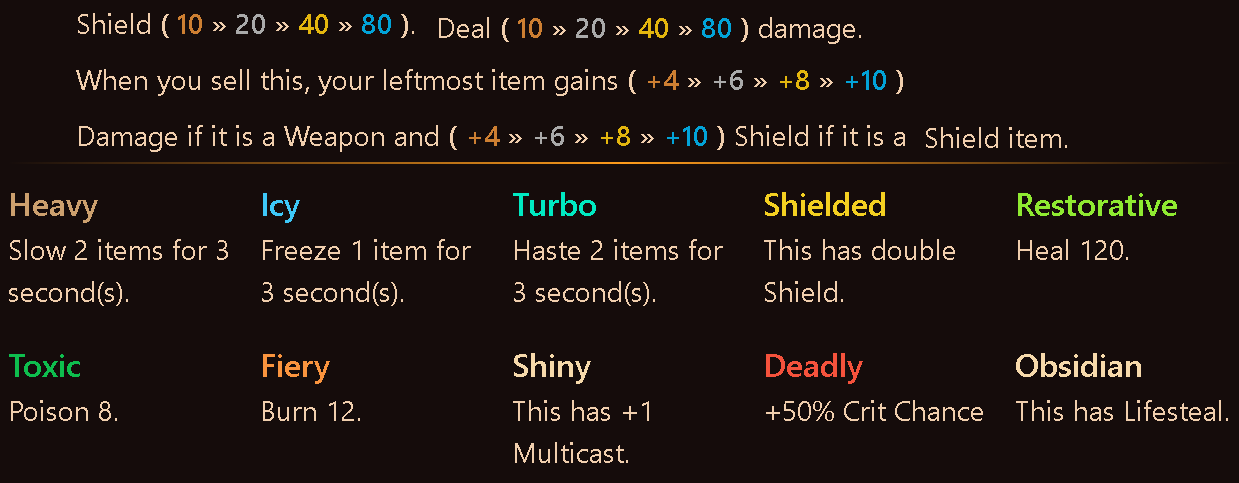 Shield ( 10 » 20 » 40 » 80 ). Deal ( 10 » 20 » 40 » 80 ) damage.
When you sell this, your leftmost item gains ( +4 » +6 » +8 » +10 )
Damage if it is a Weapon and ( +4 » +6 » +8 » +10 ) Shield if it is a Shield item.
Heavy
Slow 2 items for 3
second(s).
Icy
Freeze 1 item for
3 second(s).
Turbo
Haste 2 items for
3 second(s).
Shielded
This has double
Shield.
Restorative
Heal 120.
Toxic
Poison 8.
Fiery
Burn 12.
Shiny
This has +1
Multicast.
Deadly
+50% Crit Chance
Obsidian
This has Lifesteal.